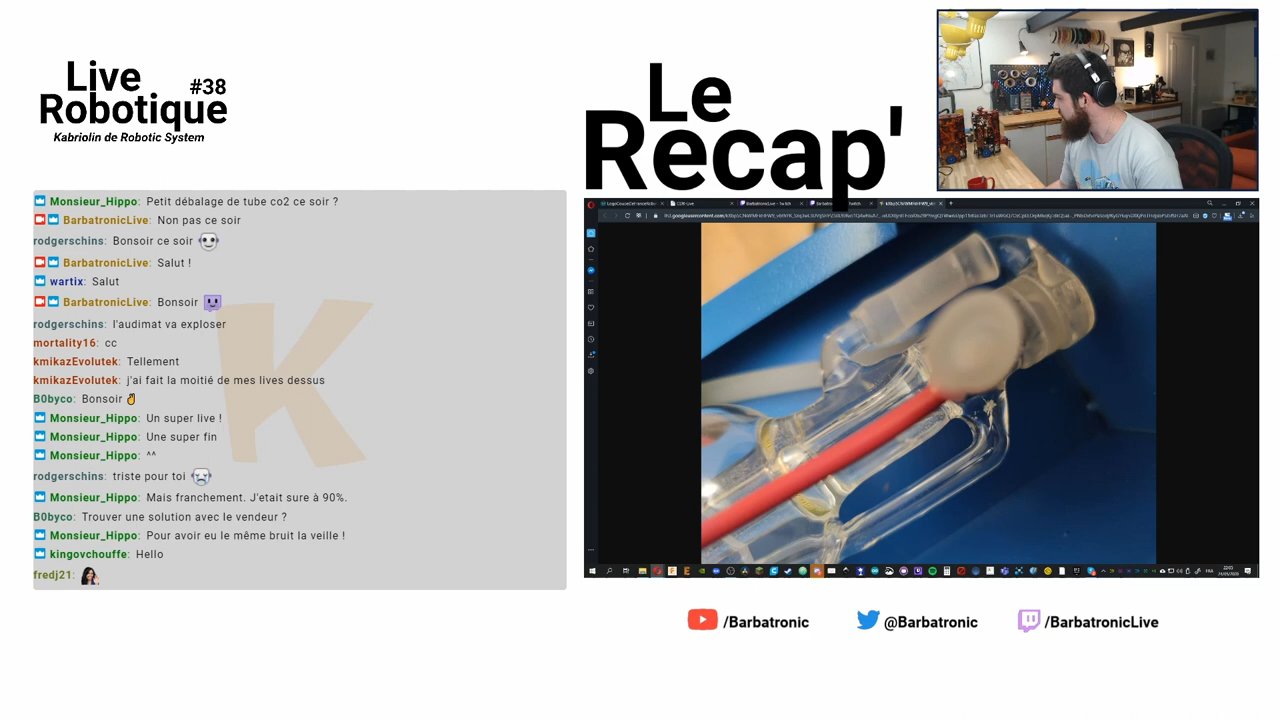 Live
#38
Robotique
Kabriolin de Robotic System
Le
Recap'
Monsieur_Hippo: Petit débalage de tube co2 ce soir ?
BarbatronicLive: Non pas ce soir
rodgerschins: Bonsoir ce soir
BarbatronicLive: Salut !
wartix: Salut
BarbatronicLive: Bonsoir
rodgerschins: l'audimat va exploser
mortality16: cc
kmikazEvolutek: Tellement
kmikazEvolutek: j'ai fait la moitié de mes lives dessus
B0byco: Bonsoir
Monsieur_Hippo: Un super live !
Monsieur_Hippo: Une super fin
Monsieur_Hippo: ^^
rodgerschins: triste pour toi
Monsieur_Hippo: Mais franchement. J'etait sure à 90%.
B0byco: Trouver une solution avec le vendeur ?
Monsieur_Hippo: Pour avoir eu le même bruit la veille !
kingovchouffe: Hello
fredj21:
K
/Barbatronic
@Barbatronic
/BarbatronicLive